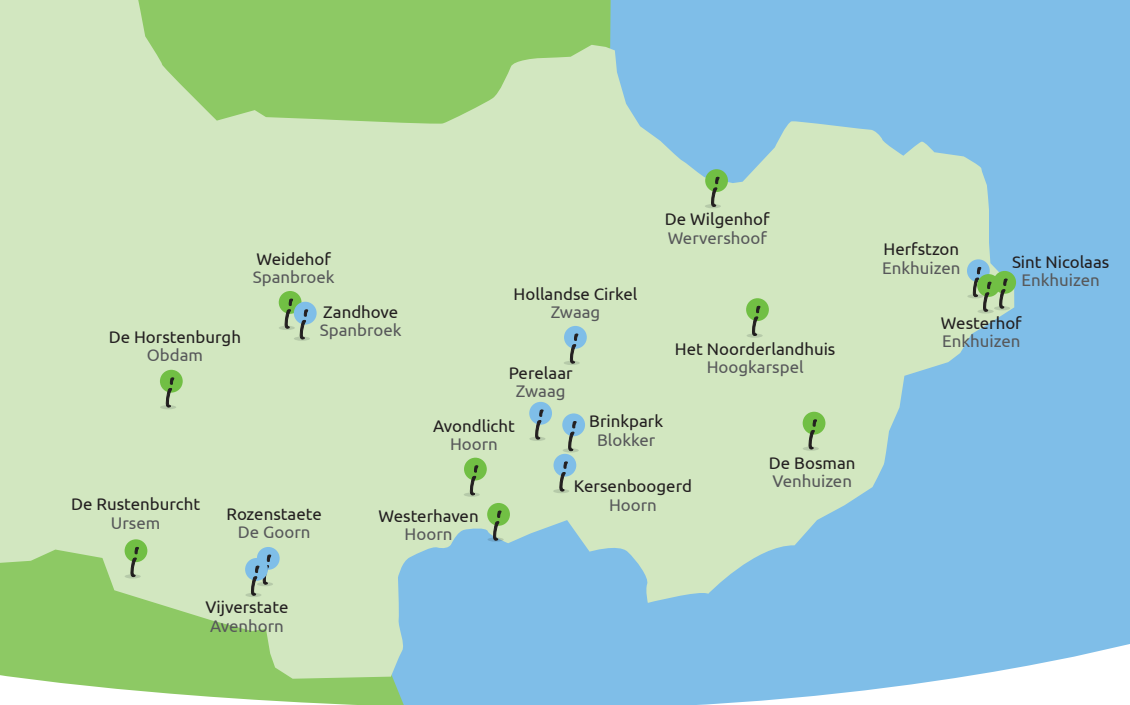 De Wilgenhof
Wervershoof
Herfstzon
Enkhuizen
Sint Nicolaas
Enkhuizen
Weidehof
Spanbroek
Zandhove
Spanbroek
Hollandse Cirkel
Zwaag
Westerhof
Enkhuizen
De Horstenburgh
Obdam
Het Noorderlandhuis
Hoogkarspel
Perelaar
Zwaag
Brinkpark
Blokker
Avondlicht
Hoorn
De Bosman
Venhuizen
Kersenboogerd
Hoorn
De Rustenburcht
Ursem
Rozenstaete
De Goorn
Westerhaven
Hoorn
Vijverstate
Avenhorn